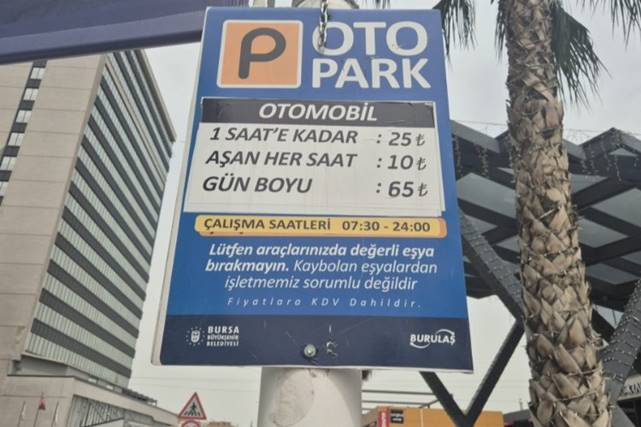 P OTO
PARK
OTOMOBİL
1 SAAT'E KADAR : 25 ₺
AŞAN HER SAAT : 10 ₺
GÜN BOYU : 65 ₺
ÇALIŞMA SAATLERİ 07:30 - 24:00
Lütfen araçlarınızda değerli eşya
bırakmayın. Kaybolan eşyalardan
işletmemiz sorumlu değildir
Fiyatlara KDV Dahildir.
BURSA
BÜYÜKŞEHİR
BELEDİYESİ
BURULAŞ